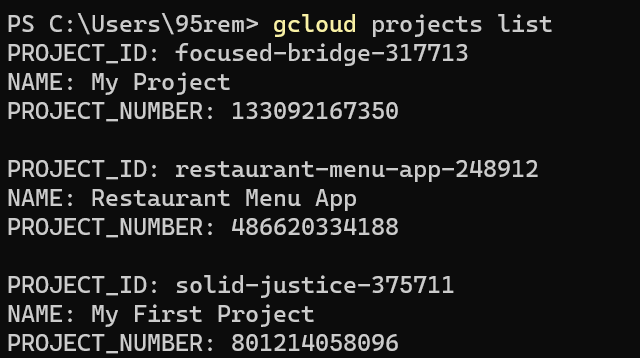 PS C:\Users\95rem> gcloud projects list
PROJECT_ID: focused-bridge-317713
NAME: My Project
PROJECT_NUMBER: 133092167350

PROJECT_ID: restaurant-menu-app-248912
NAME: Restaurant Menu App
PROJECT_NUMBER: 486620334188

PROJECT_ID: solid-justice-375711
NAME: My First Project
PROJECT_NUMBER: 801214058096